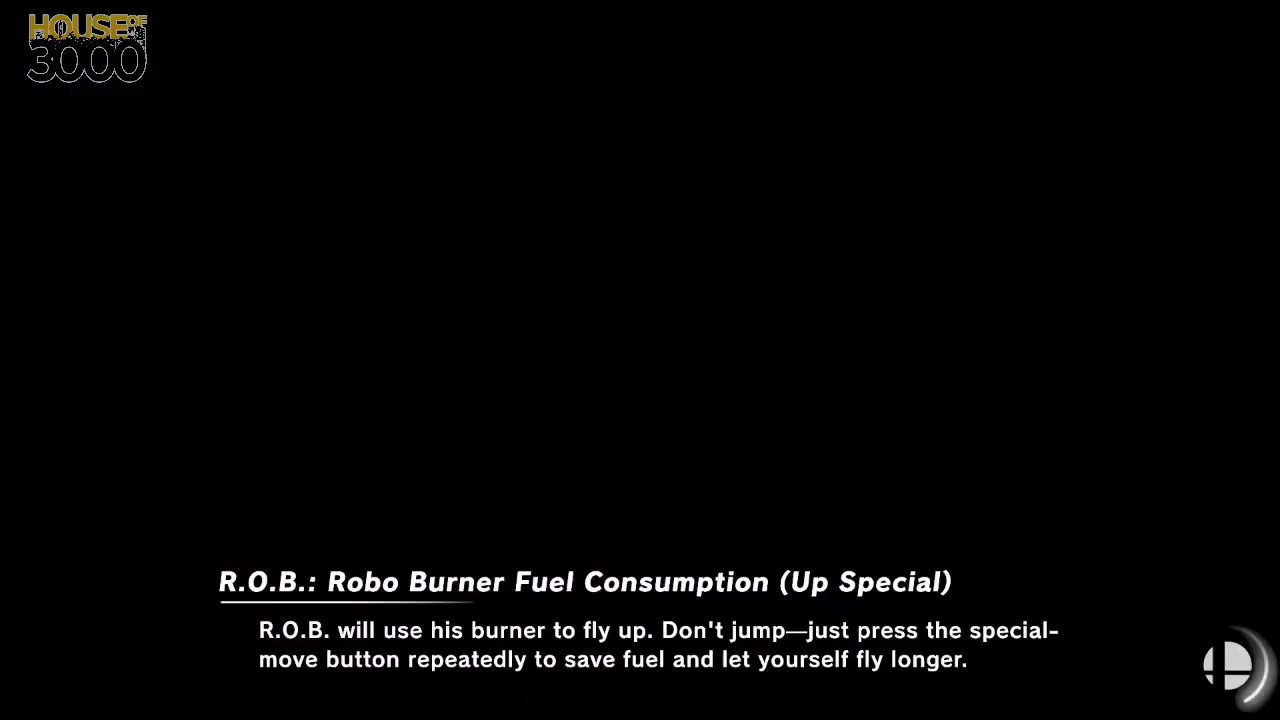 HOUSE OF
3000
R.O.B.: Robo Burner Fuel Consumption (Up Special)
R.O.B. will use his burner to fly up. Don't jump—just press the special-
move button repeatedly to save fuel and let yourself fly longer.